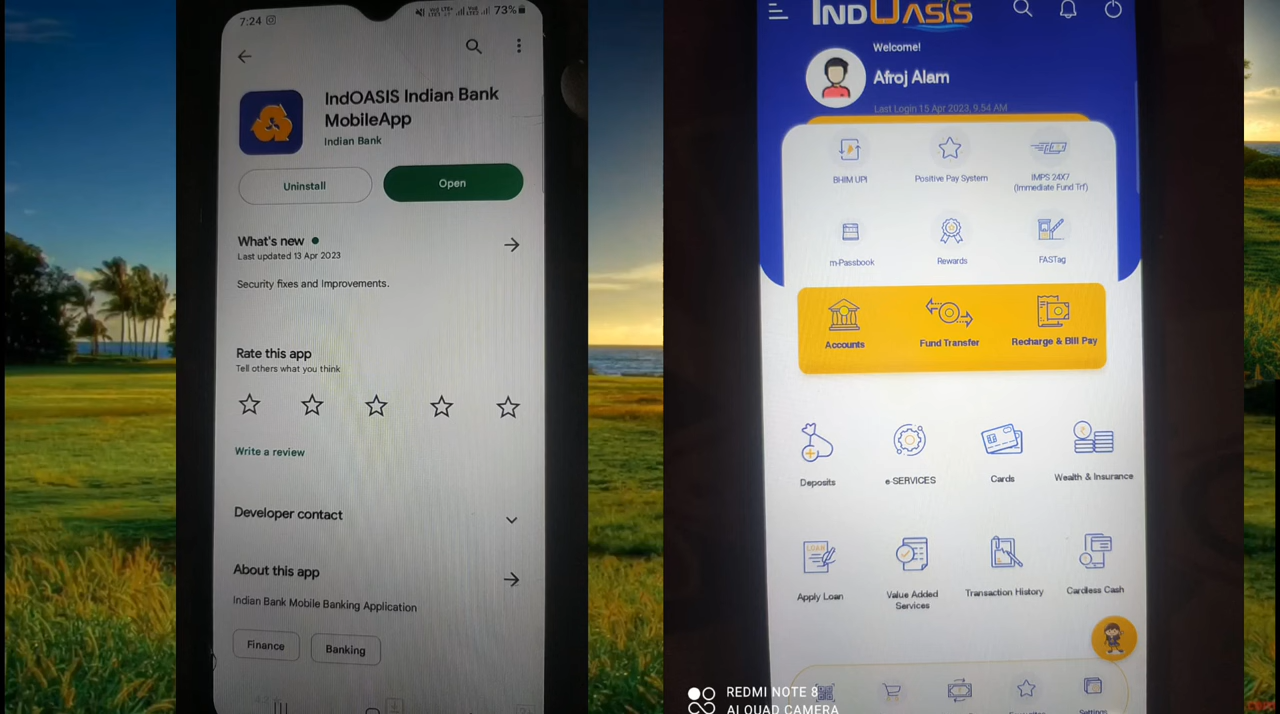 7:24
73%
IndOASIS Indian Bank
MobileApp
Indian Bank
Uninstall
Open
What's new
Last updated 13 Apr 2023
Security fixes and Improvements.
Rate this app
Tell others what you think
Write a review
Developer contact
About this app
Indian Bank Mobile Banking Application
Finance
Banking
INDOASIS
Welcome!
Afroj Alam
Last Login 15 Apr 2023, 9.54 AM
BHIM UPI
Positive Pay System
IMPS 24X7
(Immediate Fund Trf)
m-Passbook
Rewards
FASTag
Accounts
Fund Transfer
Recharge & Bill Pay
Deposits
e-SERVICES
Cards
Wealth & Insurance
LOAN
Apply Loan
Value Added
Services
Transaction History
Cardless Cash
Settings
REDMI NOTE 8
AI QUAD CAMERA